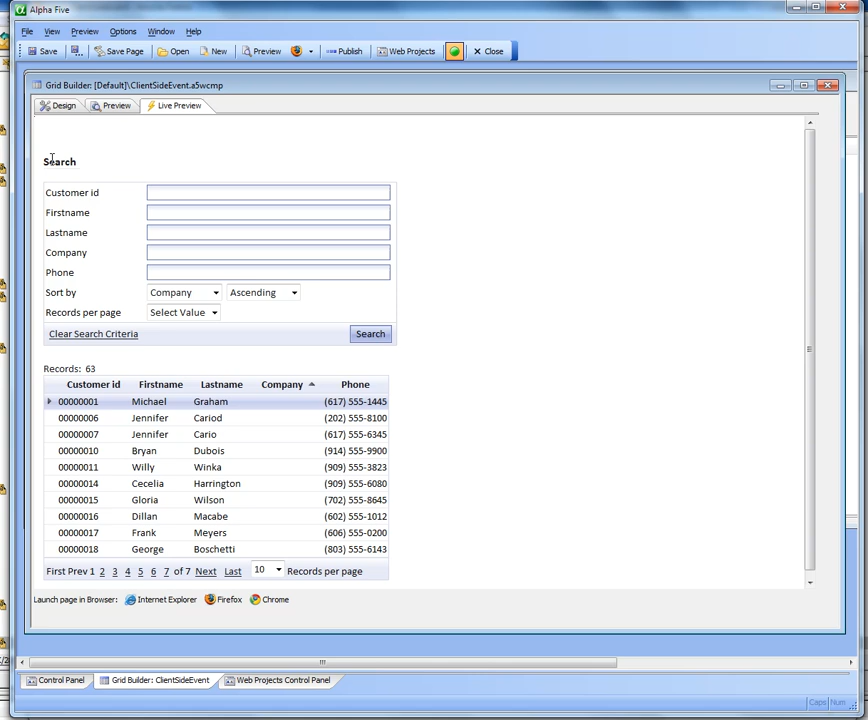 Alpha Five
File View Preview Options Window Help
Save Save Page Open New Preview Publish Web Projects Close
Grid Builder: [Default]\ClientSideEvent.a5wcmp
Design Preview Live Preview
Search
Customer id
Firstname
Lastname
Company
Phone
Sort by Company Ascending
Records per page Select Value
Clear Search Criteria Search
Records: 63
Customer id Firstname Lastname Company Phone
00000001 Michael Graham (617) 555-1445
00000006 Jennifer Cariod (202) 555-8100
00000007 Jennifer Cario (617) 555-6345
00000010 Bryan Dubois (914) 555-9900
00000011 Willy Winka (909) 555-3823
00000014 Cecelia Harrington (909) 555-6080
00000015 Gloria Wilson (702) 555-8645
00000016 Dillan Macabe (602) 555-1012
00000017 Frank Meyers (606) 555-0200
00000018 George Boschetti (803) 555-6143
First Prev 1 2 3 4 5 6 7 of 7 Next Last 10 Records per page
Launch page in Browser: Internet Explorer Firefox Chrome
Control Panel Grid Builder: ClientSideEvent Web Projects Control Panel
Caps Num